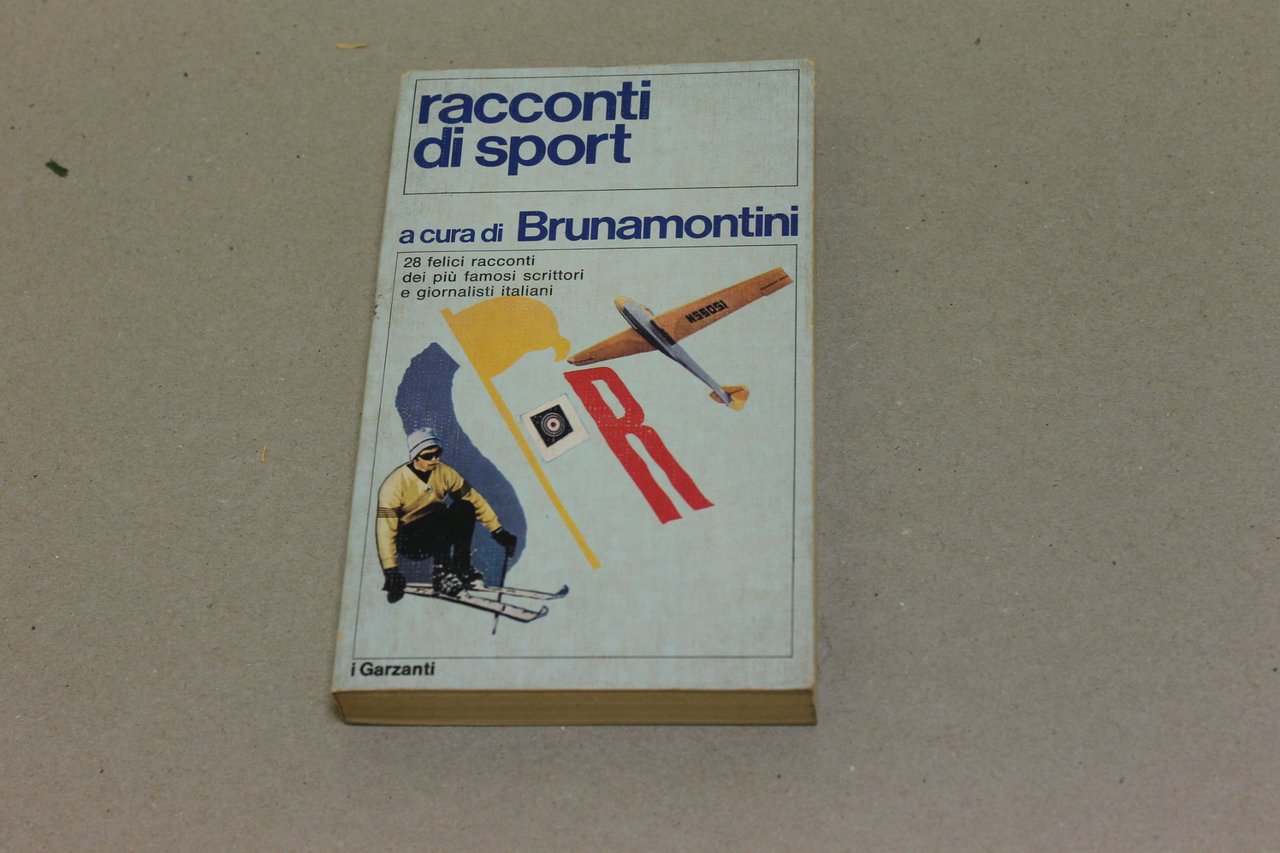 racconti
di sport
a cura di Brunamontini
28 felici racconti
dei più famosi scrittori
e giornalisti italiani
R
i Garzanti